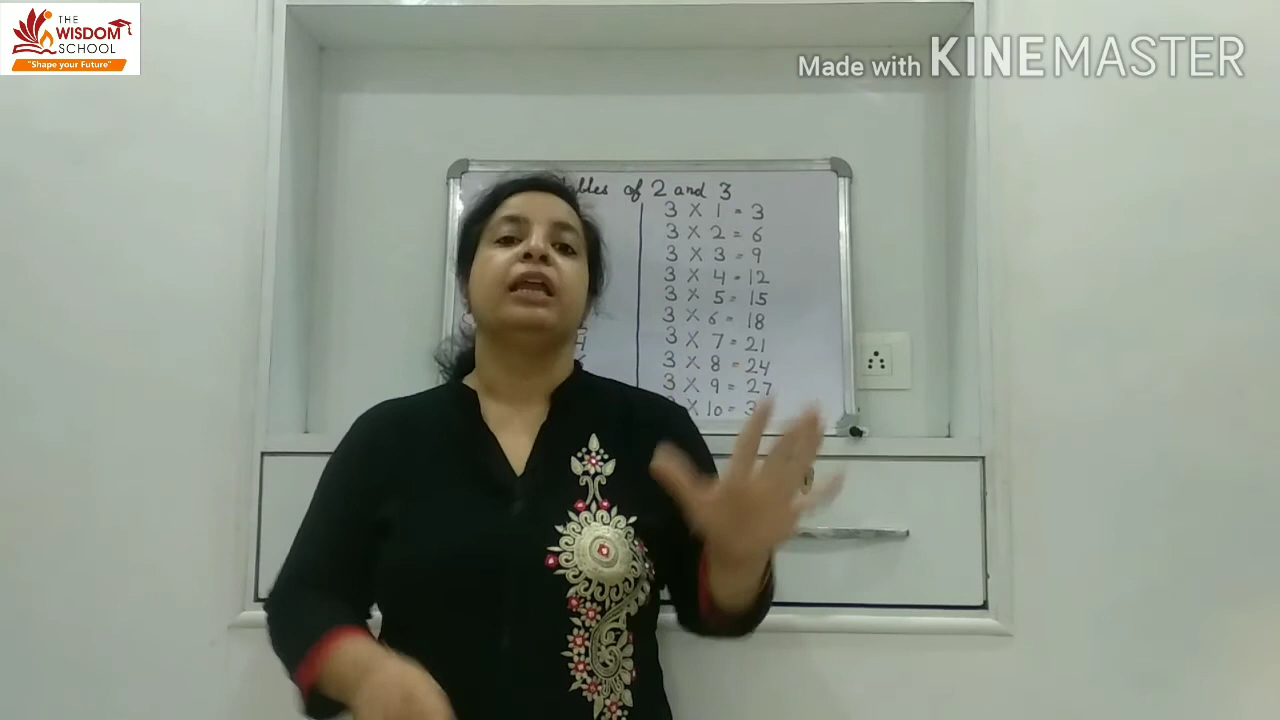 THE
WISDOM
SCHOOL
"Shape your Future"
Made with KINEMASTER
of 2 and 3
3 X 1 = 3
3 X 2 = 6
3 X 3 = 9
3 X 4 = 12
3 X 5 = 15
3 X 6 = 18
3 X 7 = 21
3 X 8 = 24
3 X 9 = 27
X 10 = 3